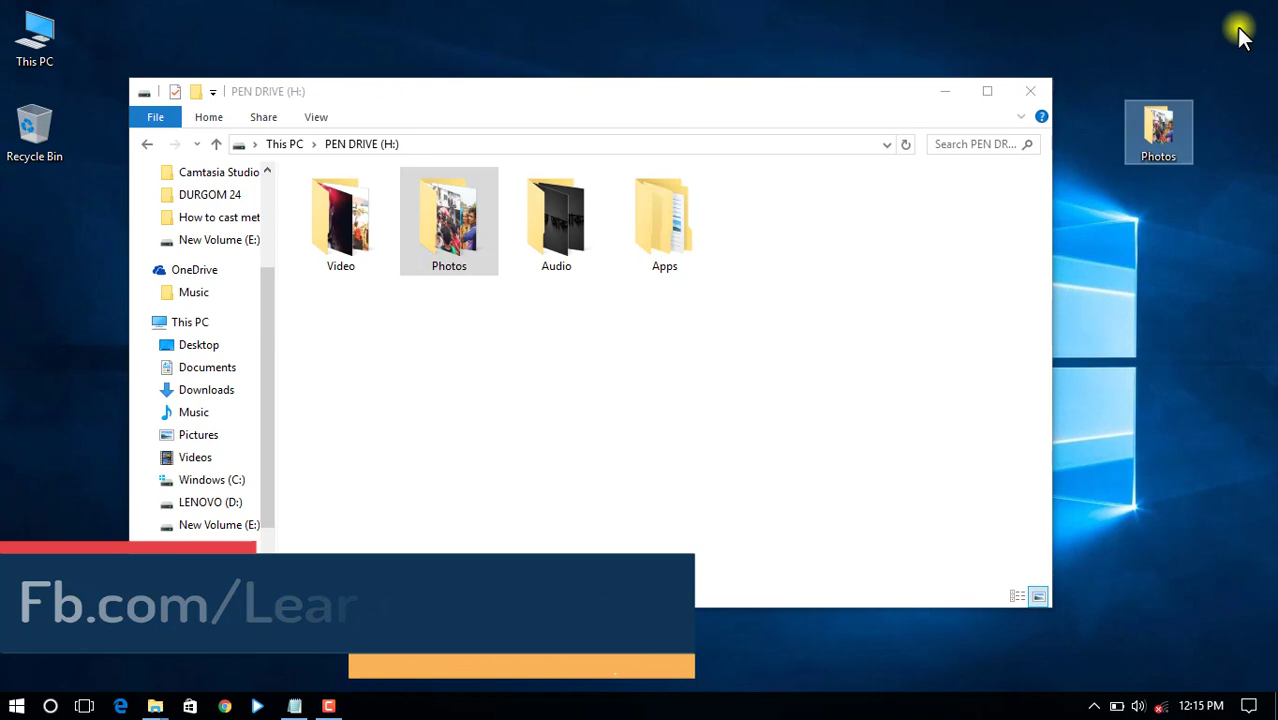 This PC
Recycle Bin
PEN DRIVE (H:)
File Home Share View
This PC PEN DRIVE (H:)
Search PEN DR...
Camtasia Studio
DURGOM 24
How to cast met
New Volume (E:)
OneDrive
Music
This PC
Desktop
Documents
Downloads
Music
Pictures
Videos
Windows (C:)
LENOVO (D:)
New Volume (E:)
Video
Photos
Audio
Apps
Photos
Fb.com/Lear
12:15 PM